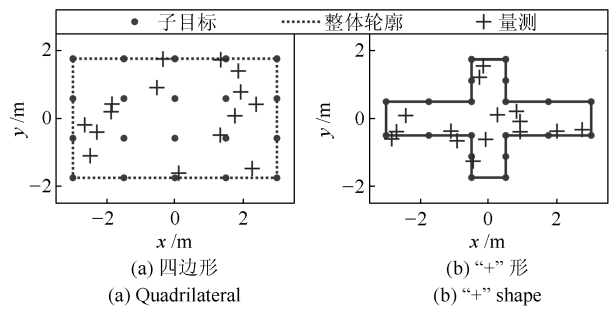 子目标 整体轮廓 量测
2 2
y/m 0 y/m 0
−2 −2
−2 0 2 −2 0 2
x/m x/m
(a) 四边形 (b) “+” 形
(a) Quadrilateral (b) “+” shape